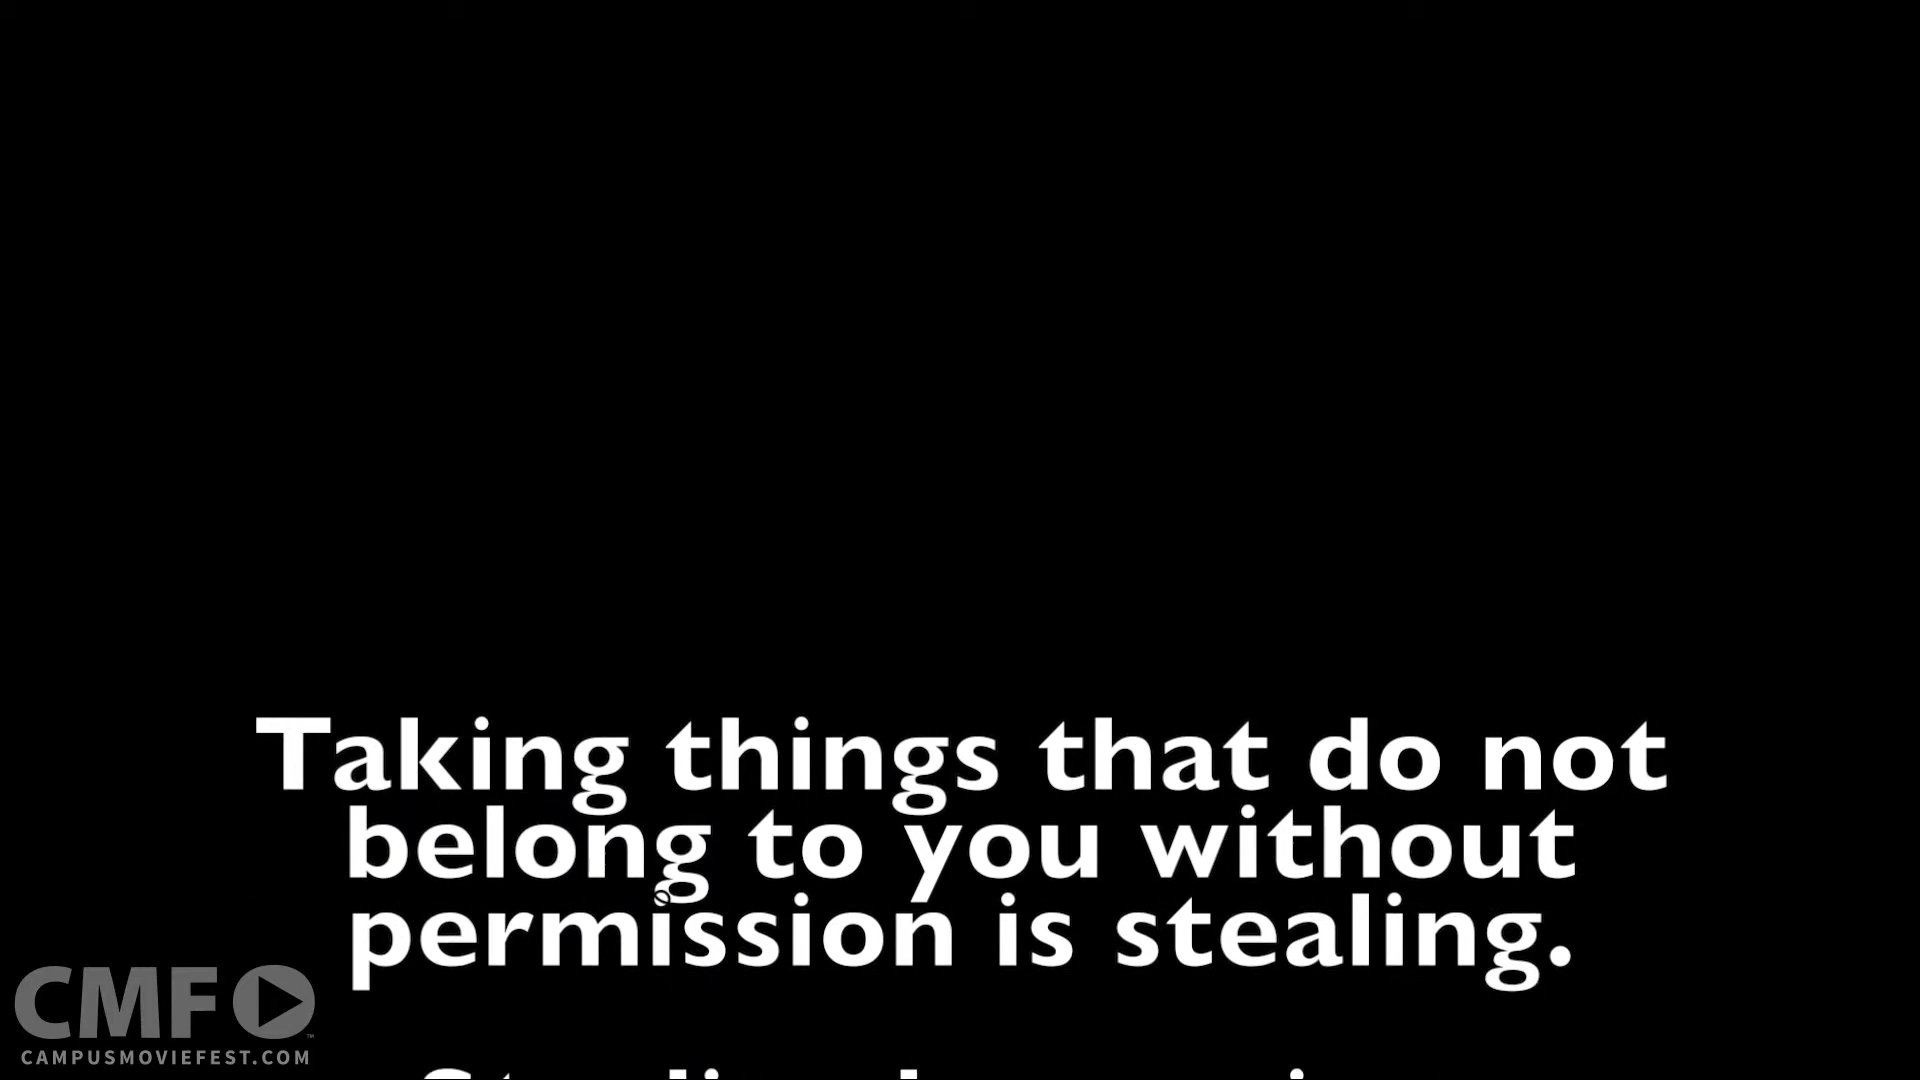 Taking things that do not
belong to you without
permission is stealing.
CMF
CAMPUSMOVIEFEST.COM